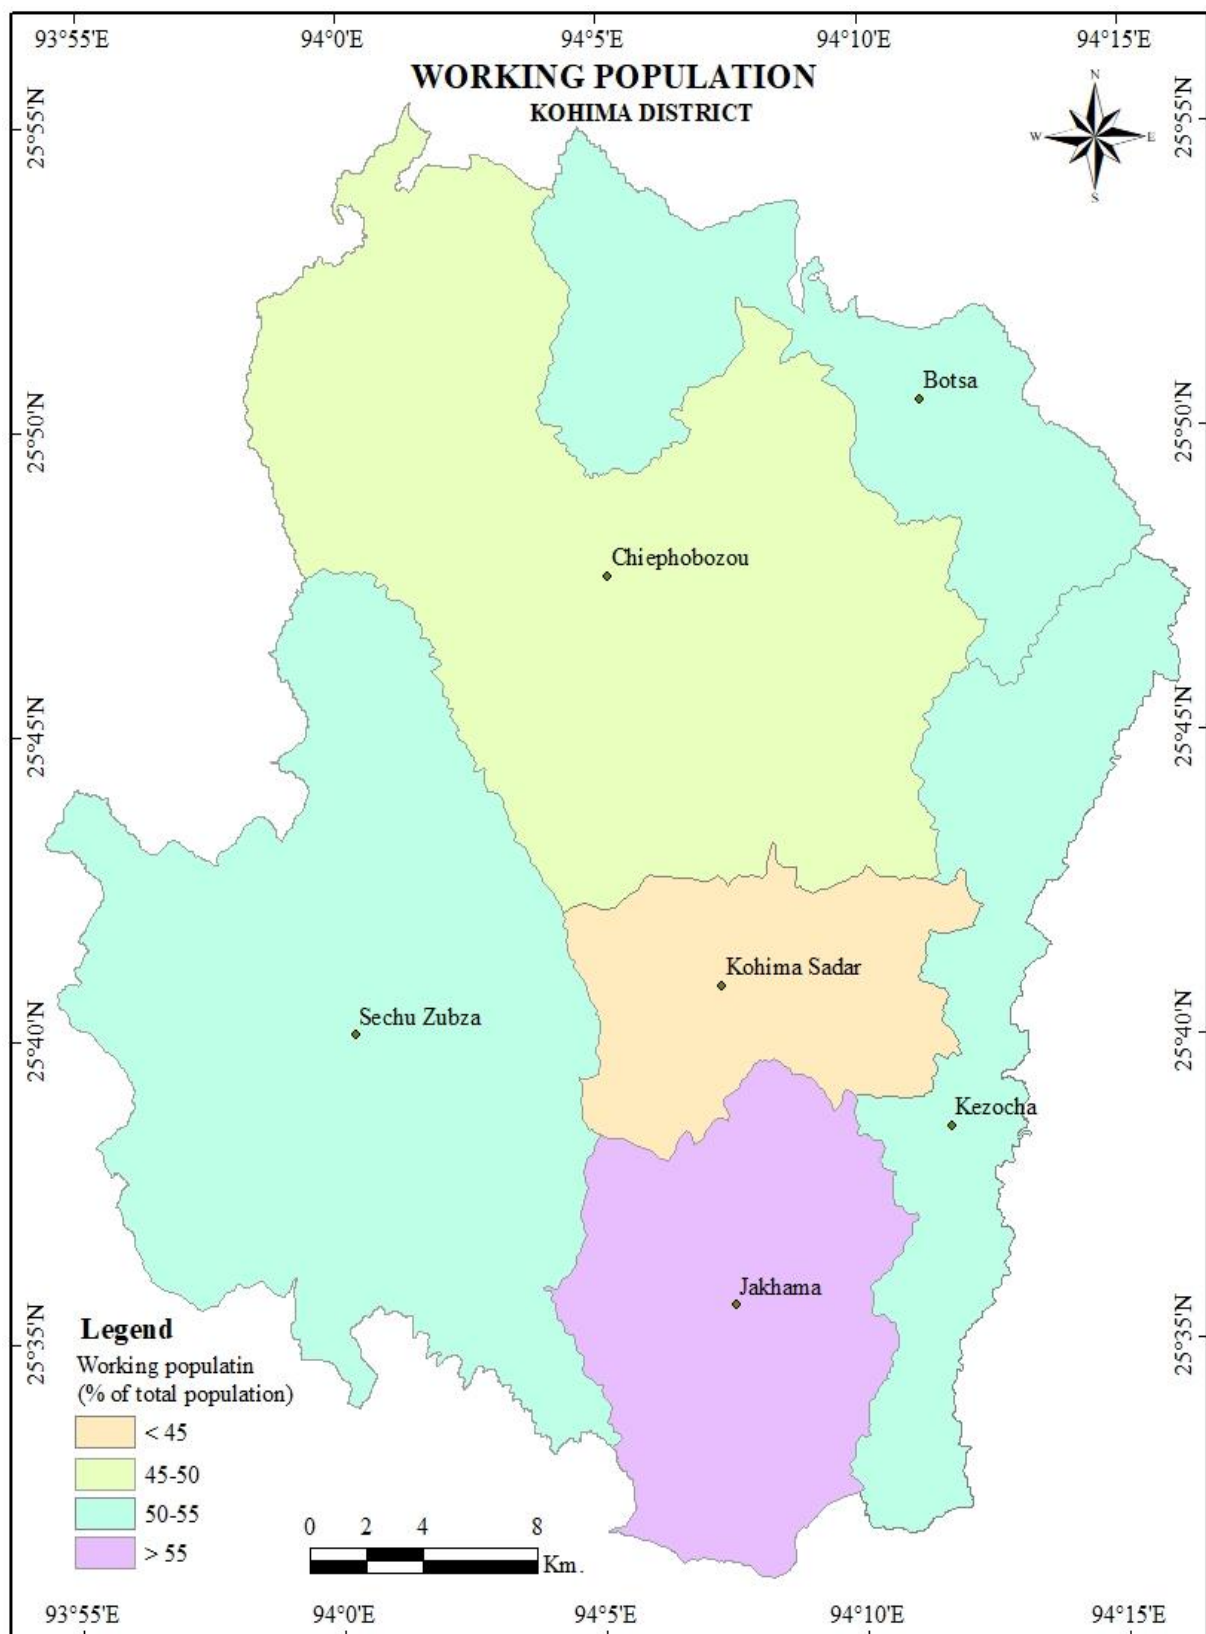 93°55'E 94°0'E 94°5'E 94°10'E 94°15'E
WORKING POPULATION
KOHIMA DISTRICT
N
W E
S
25°55'N 25°55'N
Botsa
25°50'N 25°50'N
Chiephobozou
25°45'N 25°45'N
Kohima Sadar
Sechu Zubza
25°40'N 25°40'N
Kezocha
Jakhama
25°35'N 25°35'N
Legend
Working populatin
(% of total population)
< 45
45-50
50-55
> 55
0 2 4 8
Km.
93°55'E 94°0'E 94°5'E 94°10'E 94°15'E